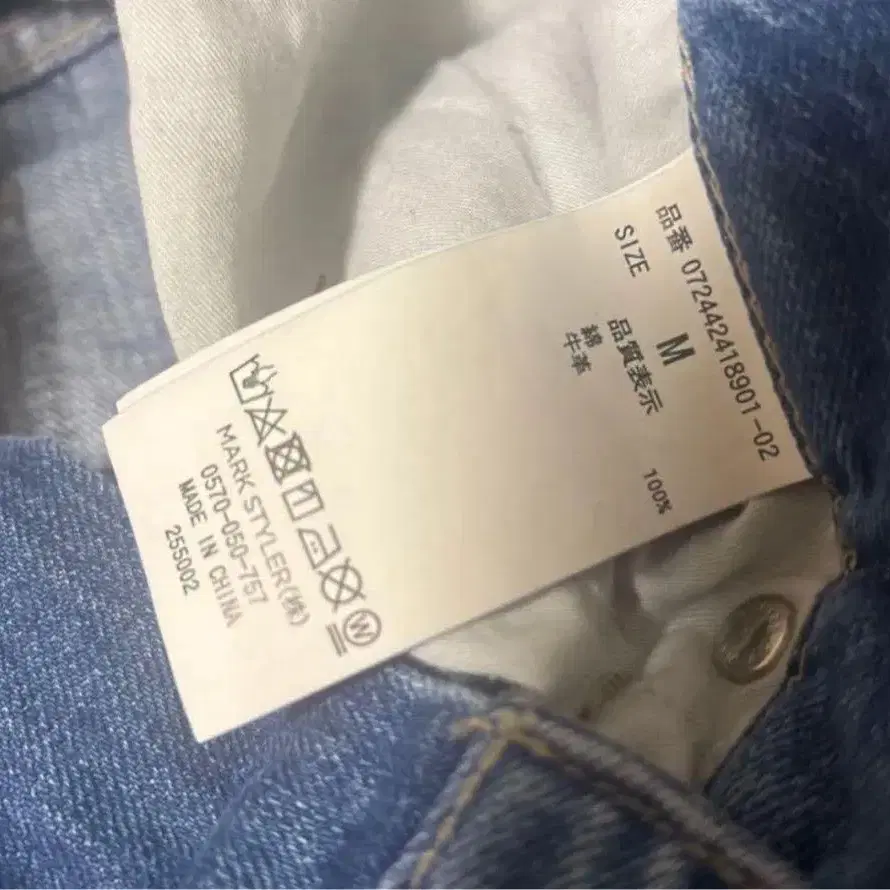 品番 072442418901-02
SIZE M
品質表示
綿 100%
牛革
MARK STYLER(株)
0570-050-757
MADE IN CHINA
255002
W